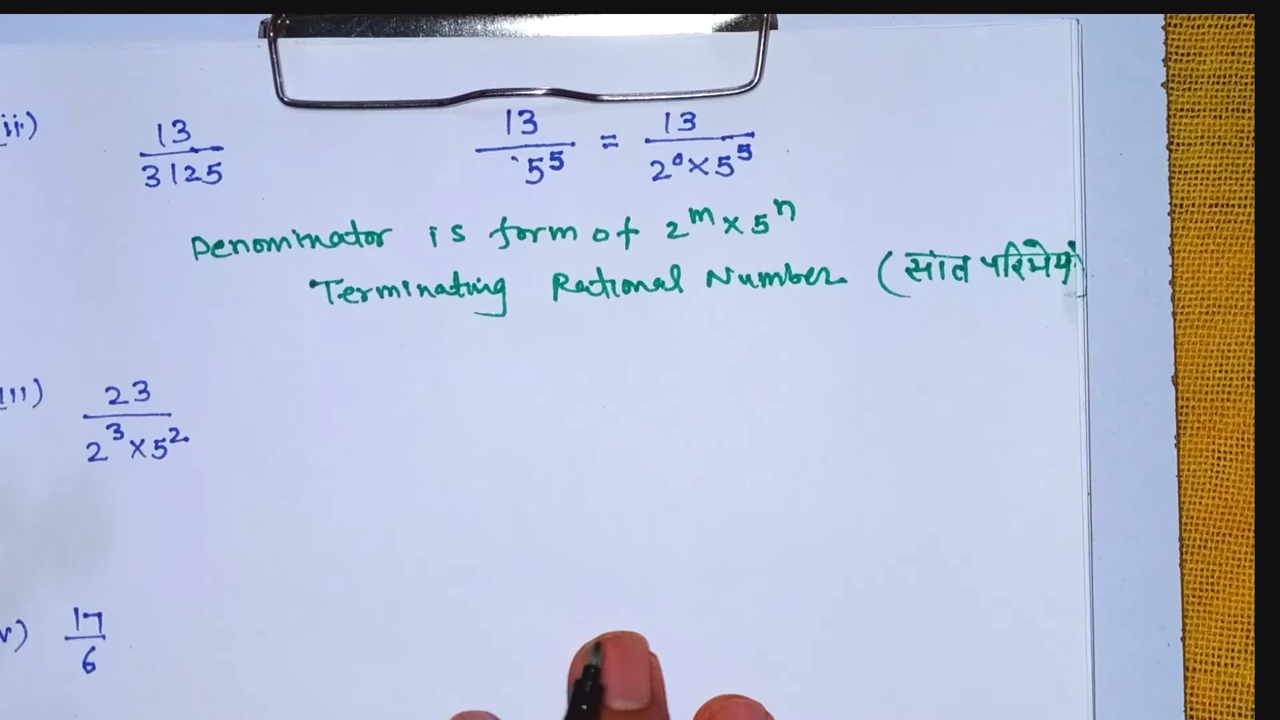 ii) 13/3125 13/5⁵ = 13/2⁰×5⁵
Denominator is form of 2ᵐ×5ⁿ
Terminating Rational Number (सांत परिमेय)
(iii) 23/2³×5²
v) 17/6